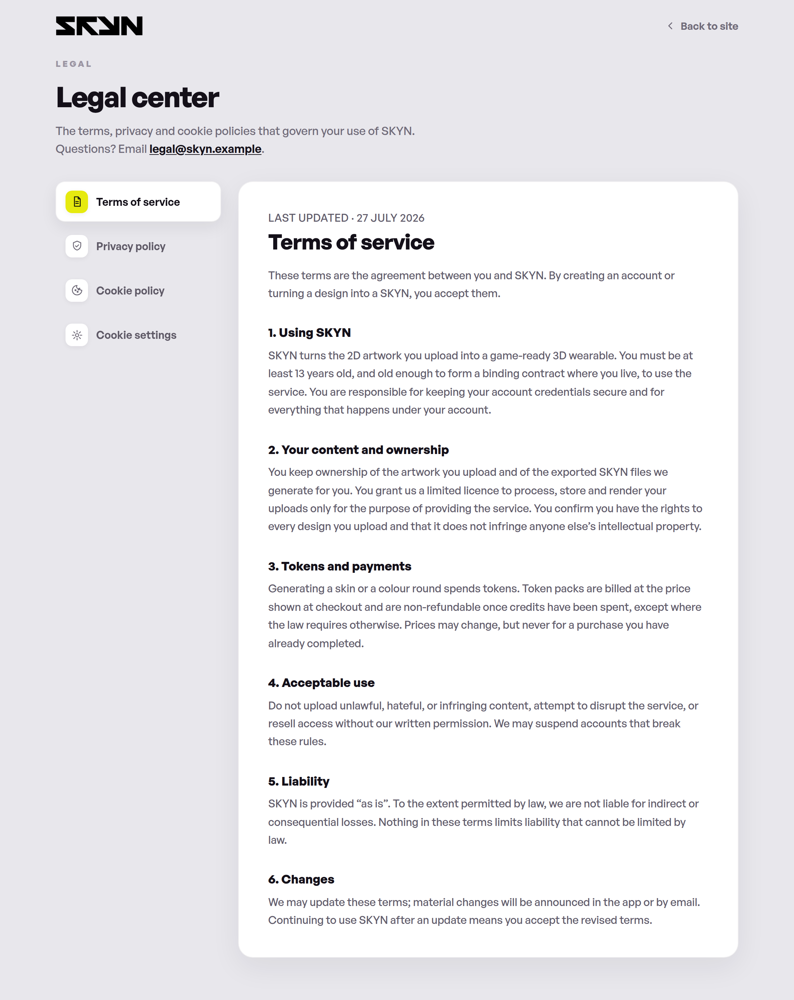 SKYN
Back to site
LEGAL
Legal center
The terms, privacy and cookie policies that govern your use of SKYN.
Questions? Email legal@skyn.example.
Terms of service
Privacy policy
Cookie policy
Cookie settings
LAST UPDATED · 27 JULY 2026
Terms of service
These terms are the agreement between you and SKYN. By creating an account or
turning a design into a SKYN, you accept them.
1. Using SKYN
SKYN turns the 2D artwork you upload into a game-ready 3D wearable. You must be at
least 13 years old, and old enough to form a binding contract where you live, to use the
service. You are responsible for keeping your account credentials secure and for
everything that happens under your account.
2. Your content and ownership
You keep ownership of the artwork you upload and of the exported SKYN files we
generate for you. You grant us a limited licence to process, store and render your
uploads only for the purpose of providing the service. You confirm you have the rights to
every design you upload and that it does not infringe anyone else’s intellectual property.
3. Tokens and payments
Generating a skin or a colour round spends tokens. Token packs are billed at the price
shown at checkout and are non-refundable once credits have been spent, except where
the law requires otherwise. Prices may change, but never for a purchase you have
already completed.
4. Acceptable use
Do not upload unlawful, hateful, or infringing content, attempt to disrupt the service, or
resell access without our written permission. We may suspend accounts that break
these rules.
5. Liability
SKYN is provided “as is”. To the extent permitted by law, we are not liable for indirect or
consequential losses. Nothing in these terms limits liability that cannot be limited by
law.
6. Changes
We may update these terms; material changes will be announced in the app or by email.
Continuing to use SKYN after an update means you accept the revised terms.